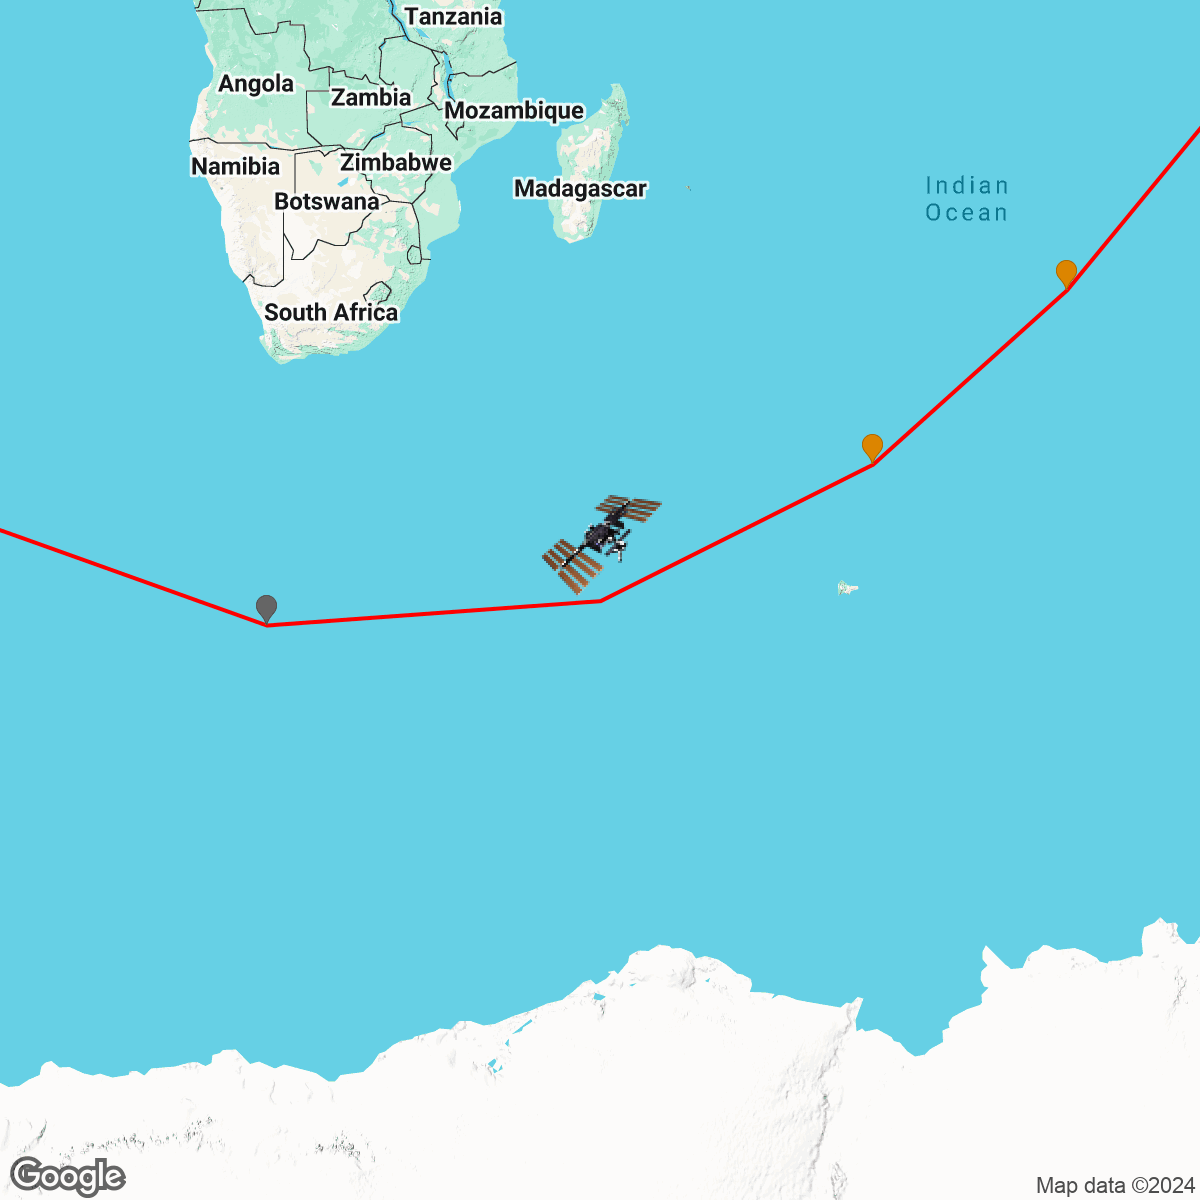 Tanzania
Angola
Zambia
Mozambique
Namibia
Zimbabwe
Botswana
Madagascar
Indian
Ocean
South Africa
Google
Map data ©2024